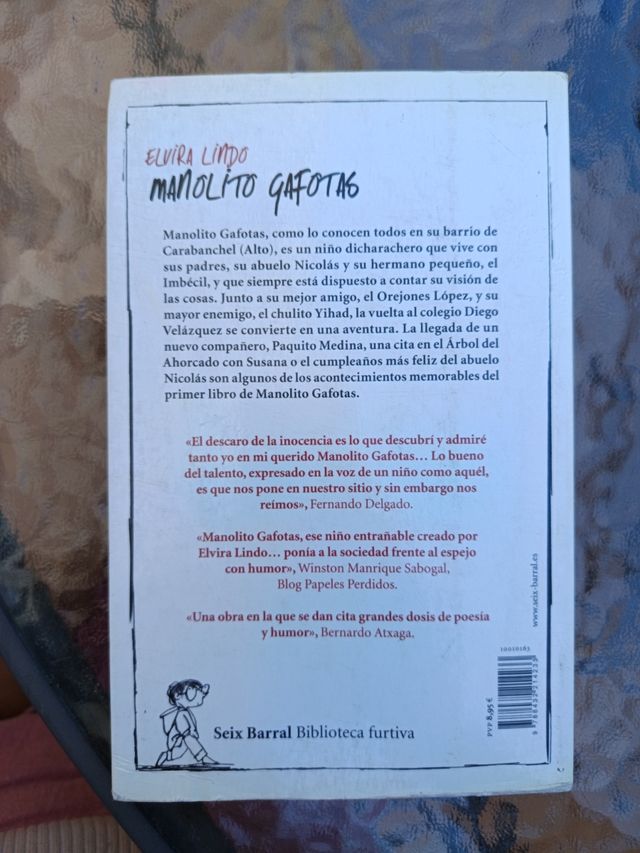 ELVIRA LINDO
MANOLITO GAFOTAS
Manolito Gafotas, como lo conocen todos en su barrio de
Carabanchel (Alto), es un niño dicharachero que vive con
sus padres, su abuelo Nicolás y su hermano pequeño, el
Imbécil, y que siempre está dispuesto a contar su visión de
las cosas. Junto a su mejor amigo, el Orejones López, y su
mayor enemigo, el chulito Yihad, la vuelta al colegio Diego
Velázquez se convierte en una aventura. La llegada de un
nuevo compañero, Paquito Medina, una cita en el Árbol del
Ahorcado con Susana o el cumpleaños más feliz del abuelo
Nicolás son algunos de los acontecimientos memorables del
primer libro de Manolito Gafotas.
«El descaro de la inocencia es lo que descubrí y admiré
tanto yo en mi querido Manolito Gafotas… Lo bueno
del talento, expresado en la voz de un niño como aquél,
es que nos pone en nuestro sitio y sin embargo nos
reímos», Fernando Delgado.
«Manolito Gafotas, ese niño entrañable creado por
Elvira Lindo… ponía a la sociedad frente al espejo
con humor», Winston Manrique Sabogal,
Blog Papeles Perdidos.
«Una obra en la que se dan cita grandes dosis de poesía
y humor», Bernardo Atxaga.
www.seix-barral.es
10010163
PVP 8,95 €
9 788432 214233
Seix Barral Biblioteca furtiva